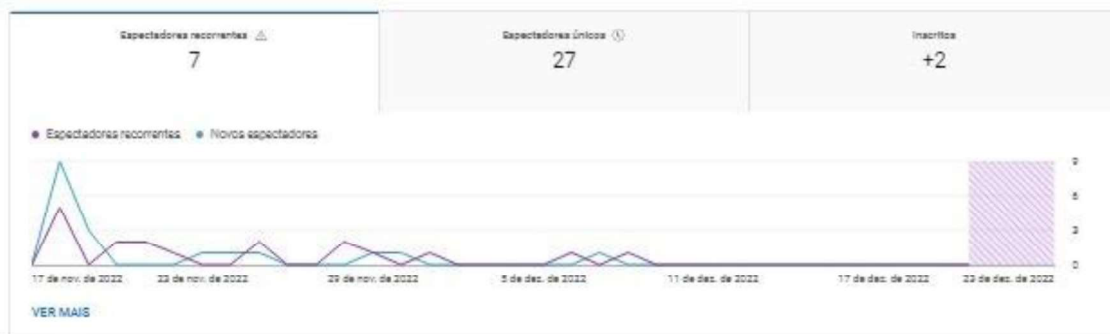 Espectadores recorrentes
7
Espectadores únicos
27
Inscritos
+2
Espectadores recorrentes Novos espectadores
9
6
3
0
17 de nov. de 2022 23 de nov. de 2022 29 de nov. de 2022 5 de dez. de 2022 11 de dez. de 2022 17 de dez. de 2022 23 de dez. de 2022
VER MAIS